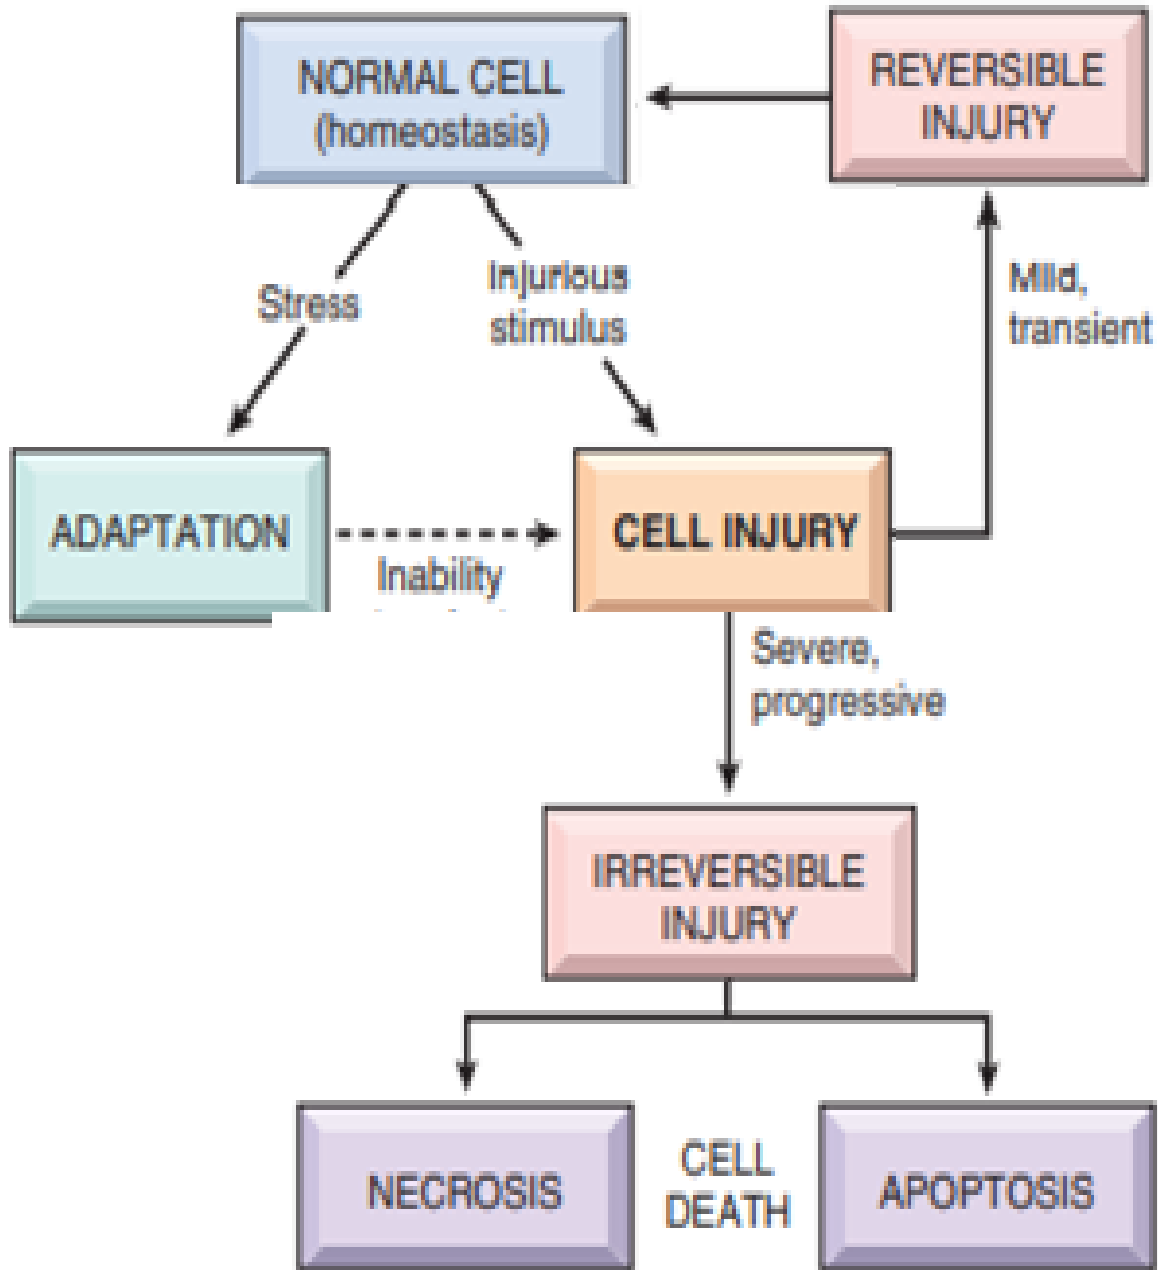 NORMAL CELL
(homeostasis)
REVERSIBLE
INJURY
Stress
Injurious
stimulus
Mild,
transient
ADAPTATION
Inability
CELL INJURY
Severe,
progressive
IRREVERSIBLE
INJURY
NECROSIS
CELL
DEATH
APOPTOSIS